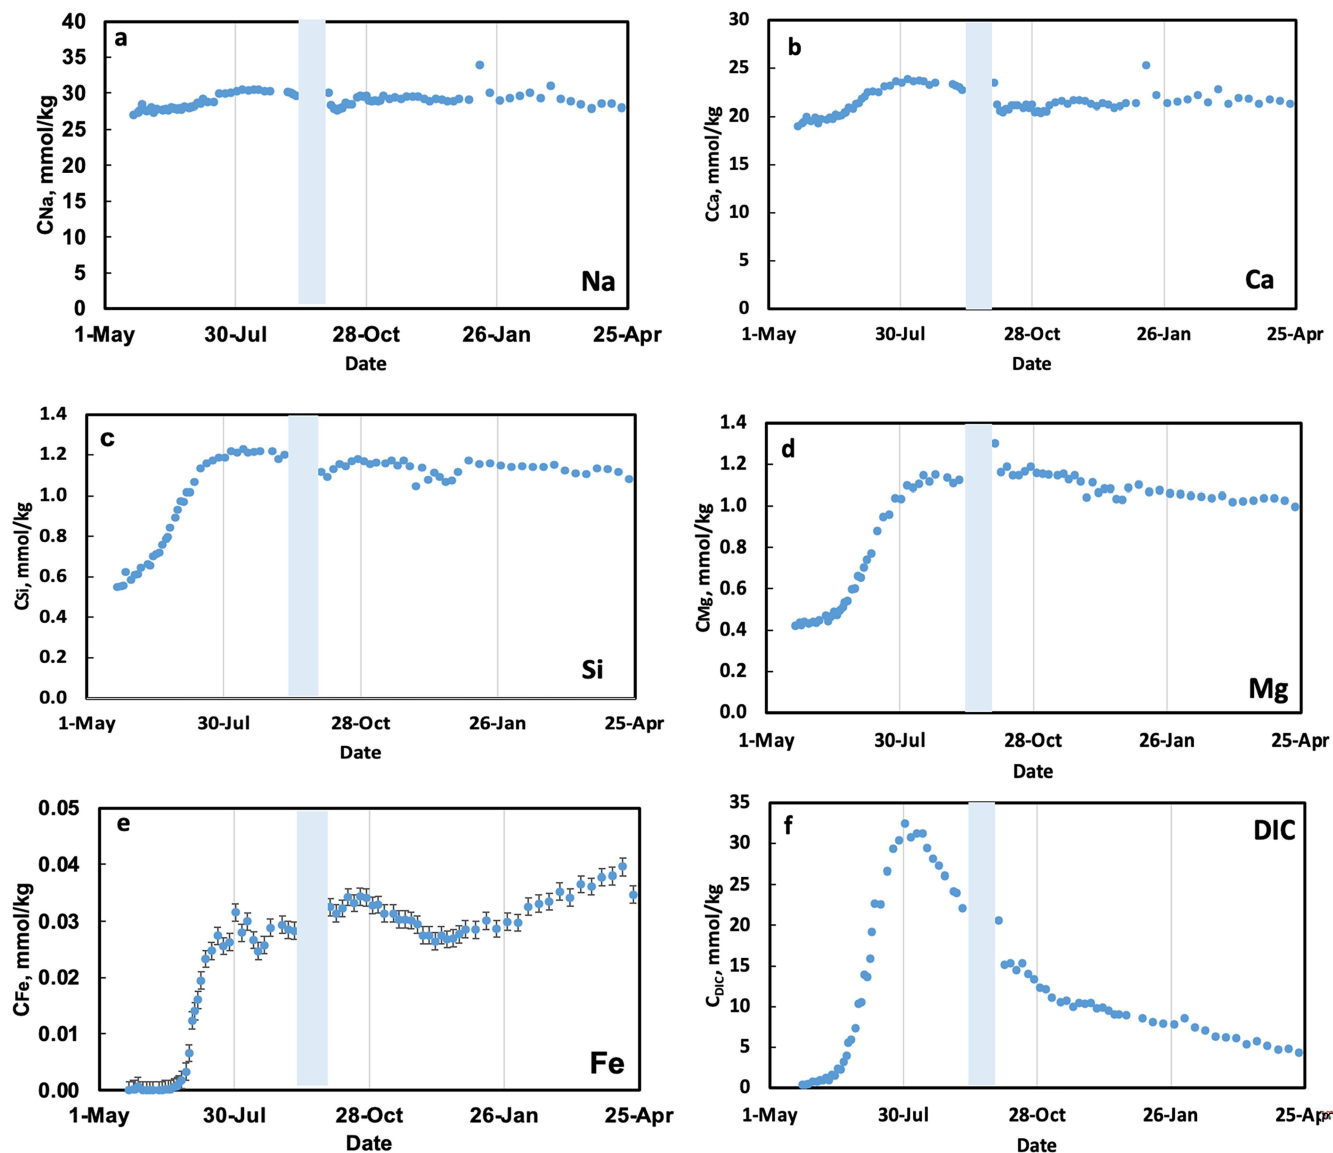 a
CNa, mmol/kg
40
35
30
25
20
15
10
5
0
Na
1-May
30-Jul
28-Oct
26-Jan
25-Apr
Date
b
CCa, mmol/kg
30
25
20
15
10
5
0
Ca
1-May
30-Jul
28-Oct
26-Jan
25-Apr
Date
c
CSi, mmol/kg
1.4
1.2
1.0
0.8
0.6
0.4
0.2
0.0
Si
1-May
30-Jul
28-Oct
26-Jan
25-Apr
Date
d
CMg, mmol/kg
1.4
1.2
1.0
0.8
0.6
0.4
0.2
0.0
Mg
1-May
30-Jul
28-Oct
26-Jan
25-Apr
Date
e
CFe, mmol/kg
0.05
0.04
0.03
0.02
0.01
0.00
Fe
1-May
30-Jul
28-Oct
26-Jan
25-Apr
Date
f
DIC
CDIC, mmol/kg
35
30
25
20
15
10
5
0
1-May
30-Jul
28-Oct
26-Jan
25-Apr
Date